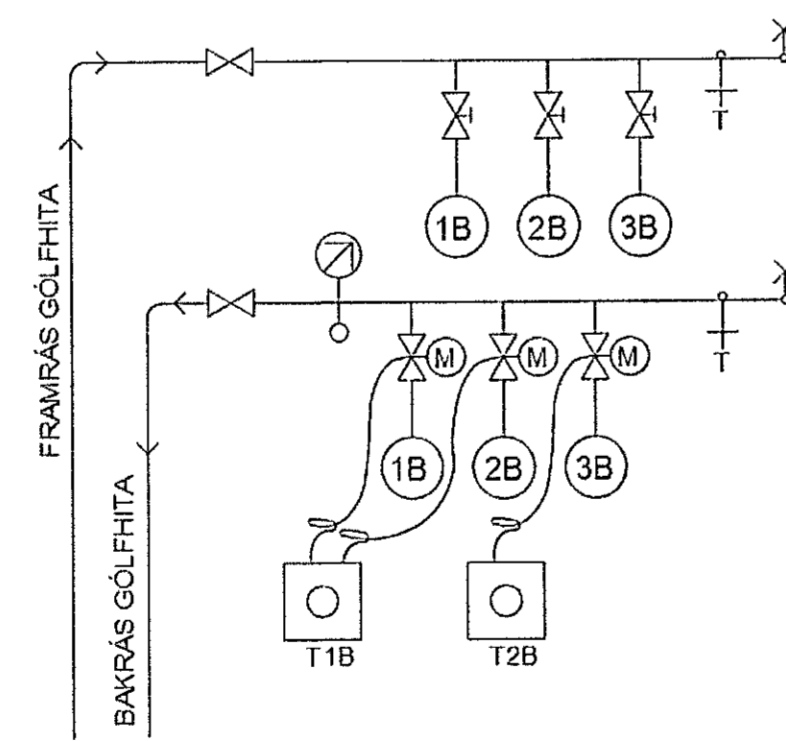 FRAMRÁS GÓLFHITA
T
1B 2B 3B
BAKRÁS GÓLFHITA
M M M
T
1B 2B 3B
T1B T2B